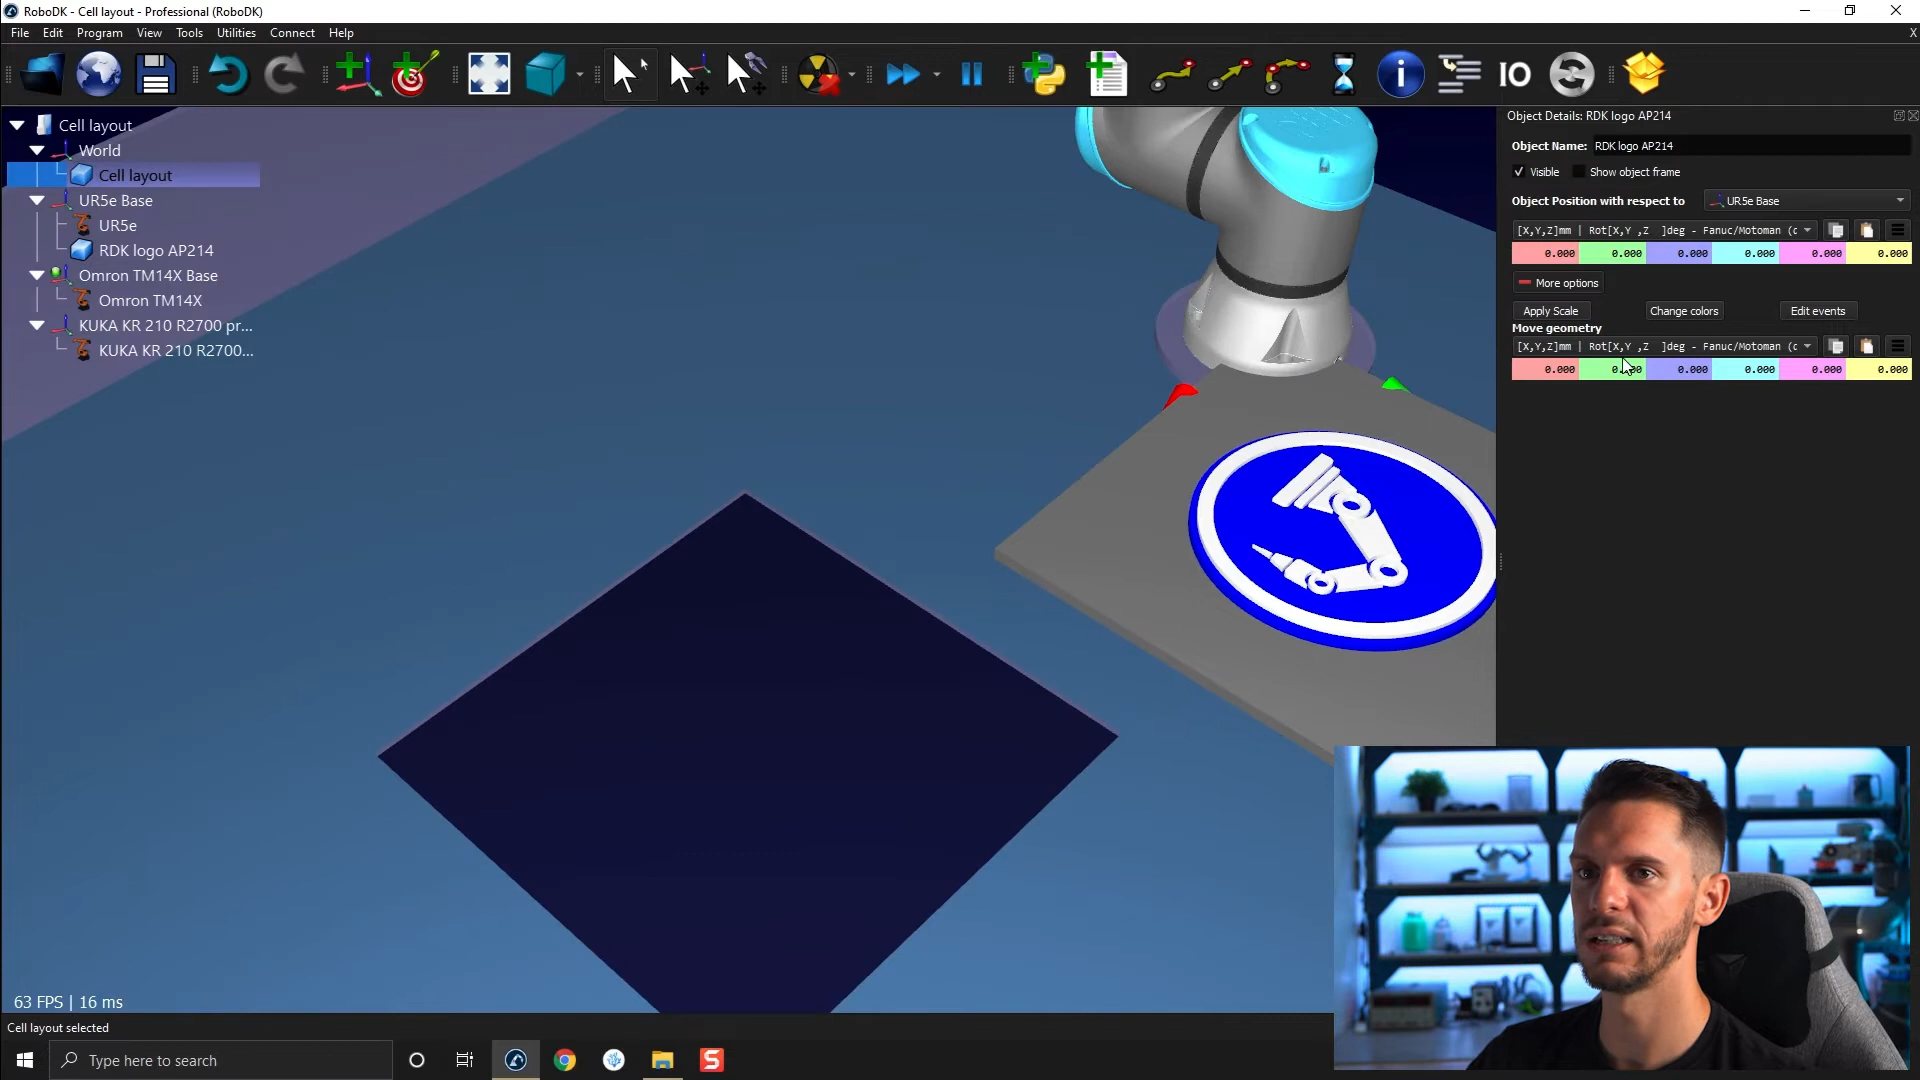 RoboDK - Cell layout - Professional (RoboDK)
File Edit Program View Tools Utilities Connect Help X
IO
Cell layout
World
Cell layout
UR5e Base
UR5e
RDK logo AP214
Omron TM14X Base
Omron TM14X
KUKA KR 210 R2700 pr...
KUKA KR 210 R2700...
Object Details: RDK logo AP214
Object Name: RDK logo AP214
Visible Show object frame
Object Position with respect to UR5e Base
[X,Y,Z]mm | Rot[X,Y ,Z ]deg - Fanuc/Motoman (c
0.000 0.000 0.000 0.000 0.000 0.000
More options
Apply Scale Change colors Edit events
Move geometry
[X,Y,Z]mm | Rot[X,Y ,Z ]deg - Fanuc/Motoman (c
0.000 0.000 0.000 0.000 0.000 0.000
63 FPS | 16 ms
Cell layout selected
Type here to search
S